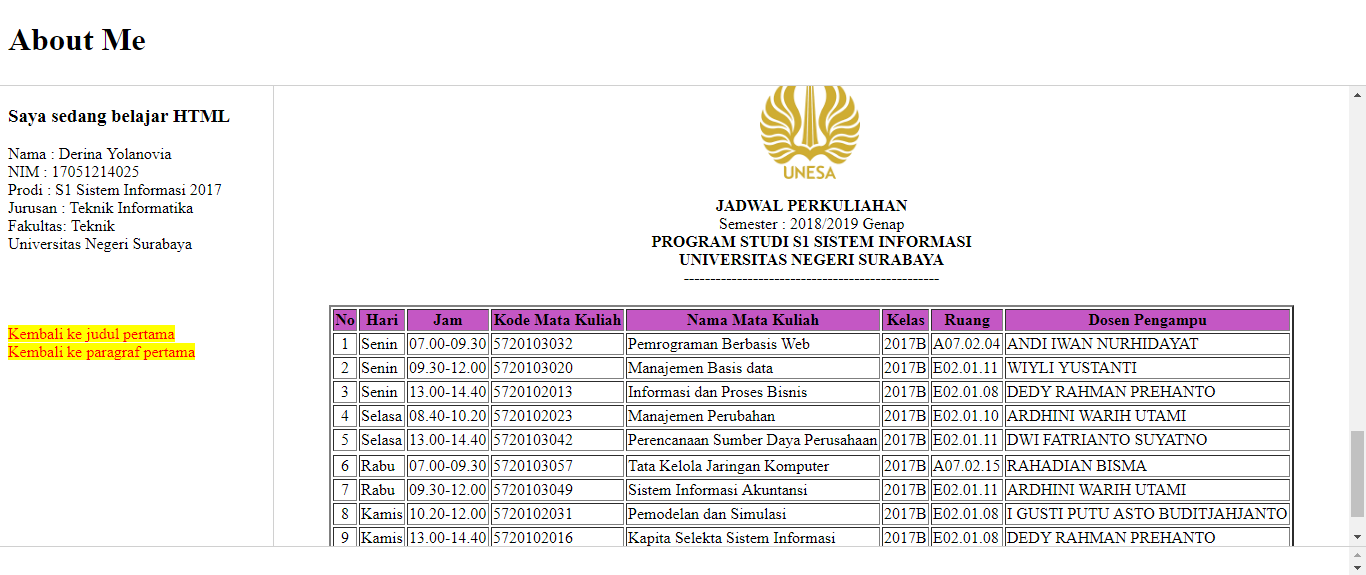 About Me
Saya sedang belajar HTML
Nama : Derina Yolanovia
NIM : 17051214025
Prodi : S1 Sistem Informasi 2017
Jurusan : Teknik Informatika
Fakultas: Teknik
Universitas Negeri Surabaya
Kembali ke judul pertama
Kembali ke paragraf pertama
UNESA
JADWAL PERKULIAHAN
Semester : 2018/2019 Genap
PROGRAM STUDI S1 SISTEM INFORMASI
UNIVERSITAS NEGERI SURABAYA
---------------------------------------------------
No Hari Jam Kode Mata Kuliah Nama Mata Kuliah Kelas Ruang Dosen Pengampu
1 Senin 07.00-09.30 5720103032 Pemrograman Berbasis Web 2017B A07.02.04 ANDI IWAN NURHIDAYAT
2 Senin 09.30-12.00 5720103020 Manajemen Basis data 2017B E02.01.11 WIYLI YUSTANTI
3 Senin 13.00-14.40 5720102013 Informasi dan Proses Bisnis 2017B E02.01.08 DEDY RAHMAN PREHANTO
4 Selasa 08.40-10.20 5720102023 Manajemen Perubahan 2017B E02.01.10 ARDHINI WARIH UTAMI
5 Selasa 13.00-14.40 5720103042 Perencanaan Sumber Daya Perusahaan 2017B E02.01.11 DWI FATRIANTO SUYATNO
6 Rabu 07.00-09.30 5720103057 Tata Kelola Jaringan Komputer 2017B A07.02.15 RAHADIAN BISMA
7 Rabu 09.30-12.00 5720103049 Sistem Informasi Akuntansi 2017B E02.01.11 ARDHINI WARIH UTAMI
8 Kamis 10.20-12.00 5720102031 Pemodelan dan Simulasi 2017B E02.01.08 I GUSTI PUTU ASTO BUDITJAHJANTO
9 Kamis 13.00-14.40 5720102016 Kapita Selekta Sistem Informasi 2017B E02.01.08 DEDY RAHMAN PREHANTO